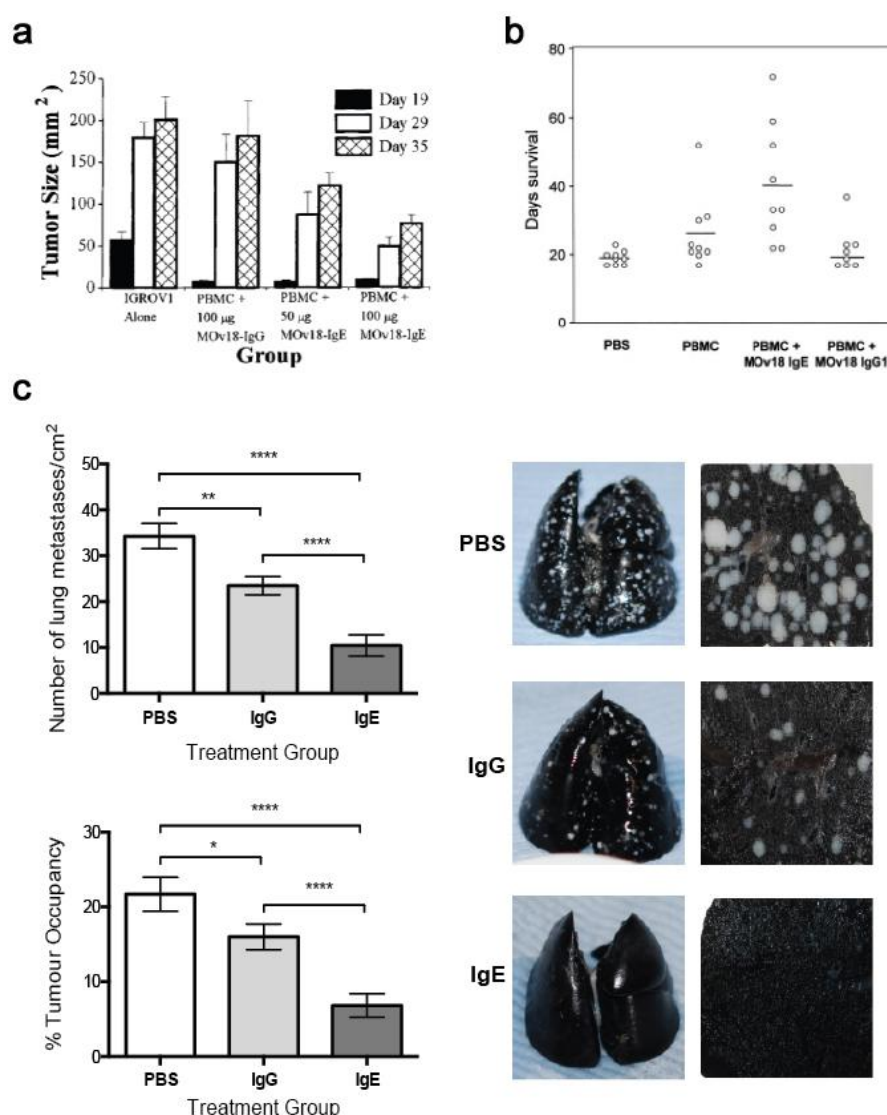 a
Tumor Size (mm 2 )
250
200
150
100
50
0
Day 19
Day 29
Day 35
IGROV1
Alone
PBMC +
100 μg
MOv18-IgG
PBMC +
50 μg
MOv18-IgE
PBMC +
100 μg
MOv18-IgE
Group
b
Days survival
80
60
40
20
0
PBS
PBMC
PBMC +
MOv18 IgE
PBMC +
MOv18 IgG1
c
Number of lung metastases/cm²
50
40
30
20
10
0
****
**
****
PBS
IgG
IgE
Treatment Group
% Tumour Occupancy
30
20
10
0
****
*
****
PBS
IgG
IgE
Treatment Group
PBS
IgG
IgE